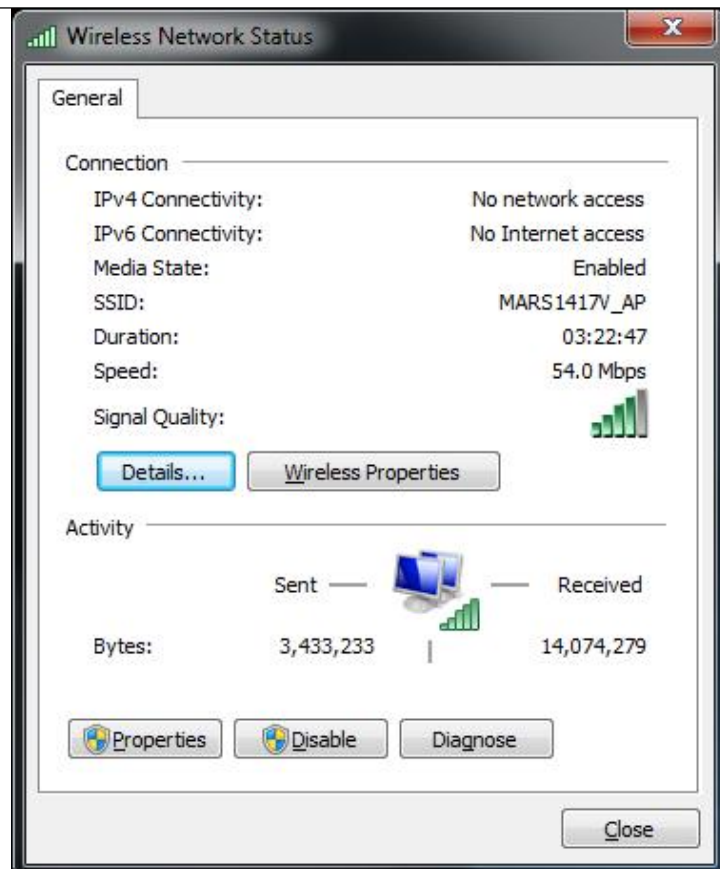 Wireless Network Status
General
Connection
IPv4 Connectivity: No network access
IPv6 Connectivity: No Internet access
Media State: Enabled
SSID: MARS1417V_AP
Duration: 03:22:47
Speed: 54.0 Mbps
Signal Quality:
Details... Wireless Properties
Activity
Sent Received
Bytes: 3,433,233 14,074,279
Properties Disable Diagnose
Close